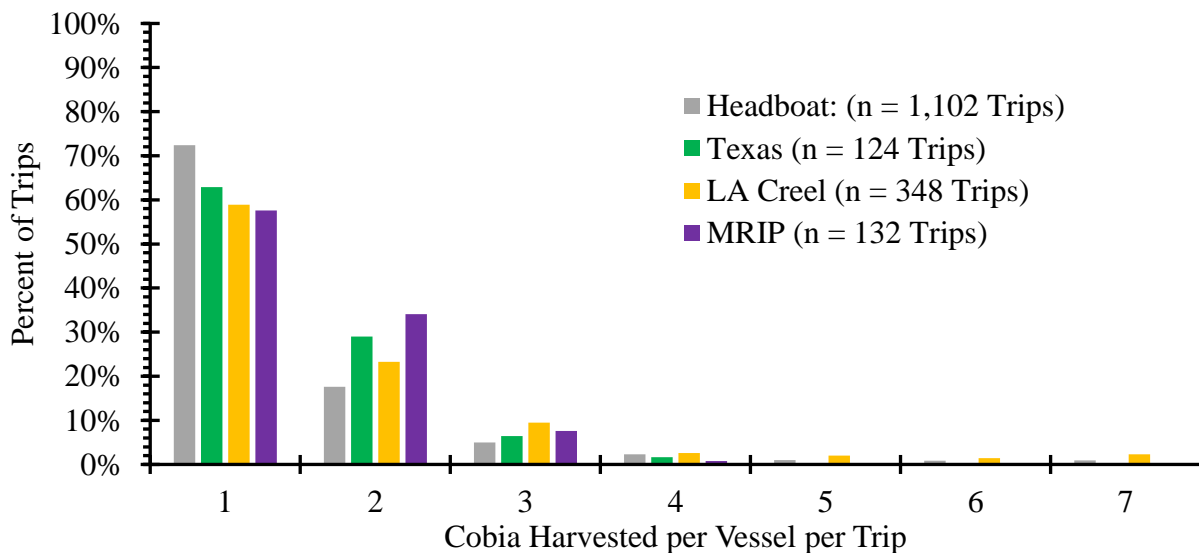 100%
90%
80%
70%
60%
50%
40%
30%
20%
10%
0%
Percent of Trips
Headboat: (n = 1,102 Trips)
Texas (n = 124 Trips)
LA Creel (n = 348 Trips)
MRIP (n = 132 Trips)
1 2 3 4 5 6 7
Cobia Harvested per Vessel per Trip